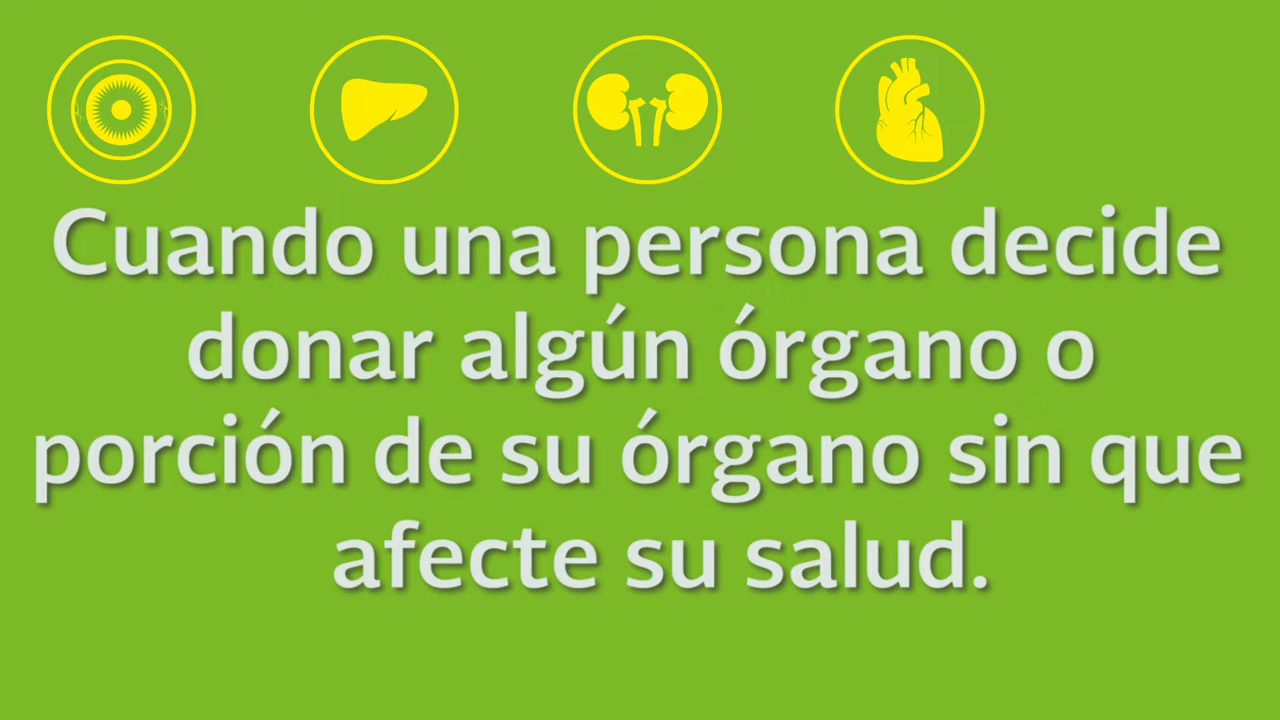 Cuando una persona decide
donar algún órgano o
porción de su órgano sin que
afecte su salud.